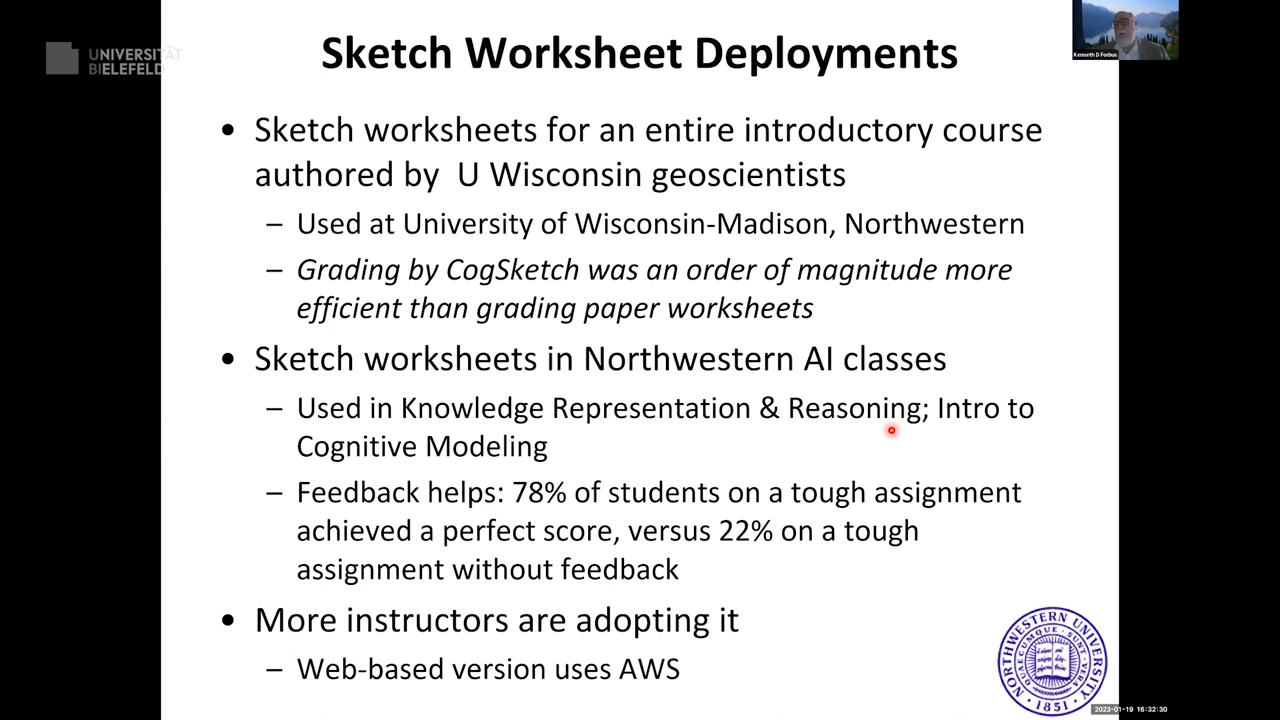 Sketch Worksheet Deployments
UNIVERSITÄT
BIELEFELD
Kenneth D Forbus
• Sketch worksheets for an entire introductory course
authored by U Wisconsin geoscientists
– Used at University of Wisconsin-Madison, Northwestern
– Grading by CogSketch was an order of magnitude more
efficient than grading paper worksheets
• Sketch worksheets in Northwestern AI classes
– Used in Knowledge Representation & Reasoning; Intro to
Cognitive Modeling
– Feedback helps: 78% of students on a tough assignment
achieved a perfect score, versus 22% on a tough
assignment without feedback
• More instructors are adopting it
– Web-based version uses AWS
NORTHWESTERN UNIVERSITY
QUAECUMQUE SUNT VERA
1851
2023-01-19 16:32:30